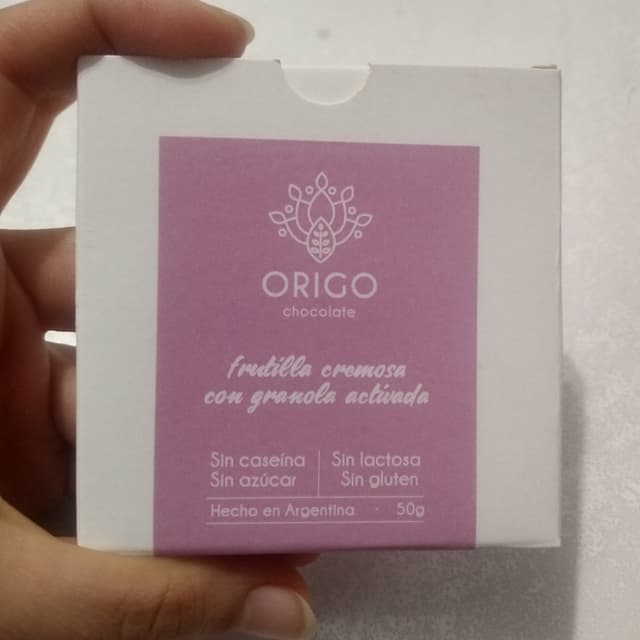 ORIGO
chocolate
frutilla cremosa
con granola activada
Sin caseína | Sin lactosa
Sin azúcar | Sin gluten
Hecho en Argentina · 50g